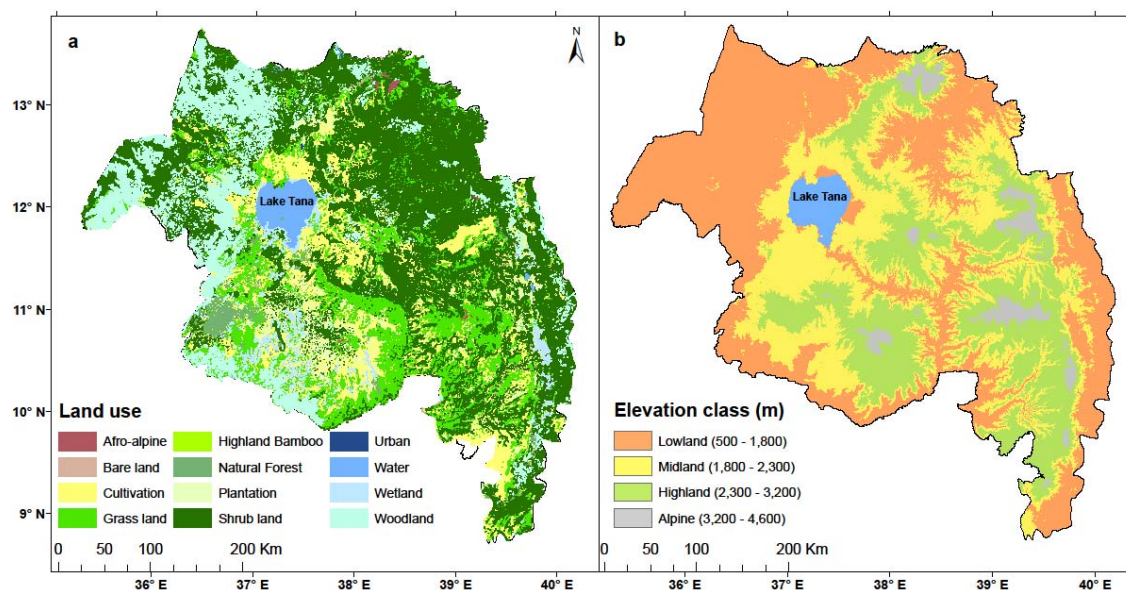 a
N
13° N
12° N
11° N
10° N
9° N
Lake Tana
Land use
Afro-alpine
Highland Bamboo
Urban
Bare land
Natural Forest
Water
Cultivation
Plantation
Wetland
Grass land
Shrub land
Woodland
0 50 100 200 Km
36° E 37° E 38° E 39° E 40° E
b
Lake Tana
Elevation class (m)
Lowland (500 - 1,800)
Midland (1,800 - 2,300)
Highland (2,300 - 3,200)
Alpine (3,200 - 4,600)
0 50 100 200 Km
36° E 37° E 38° E 39° E 40° E